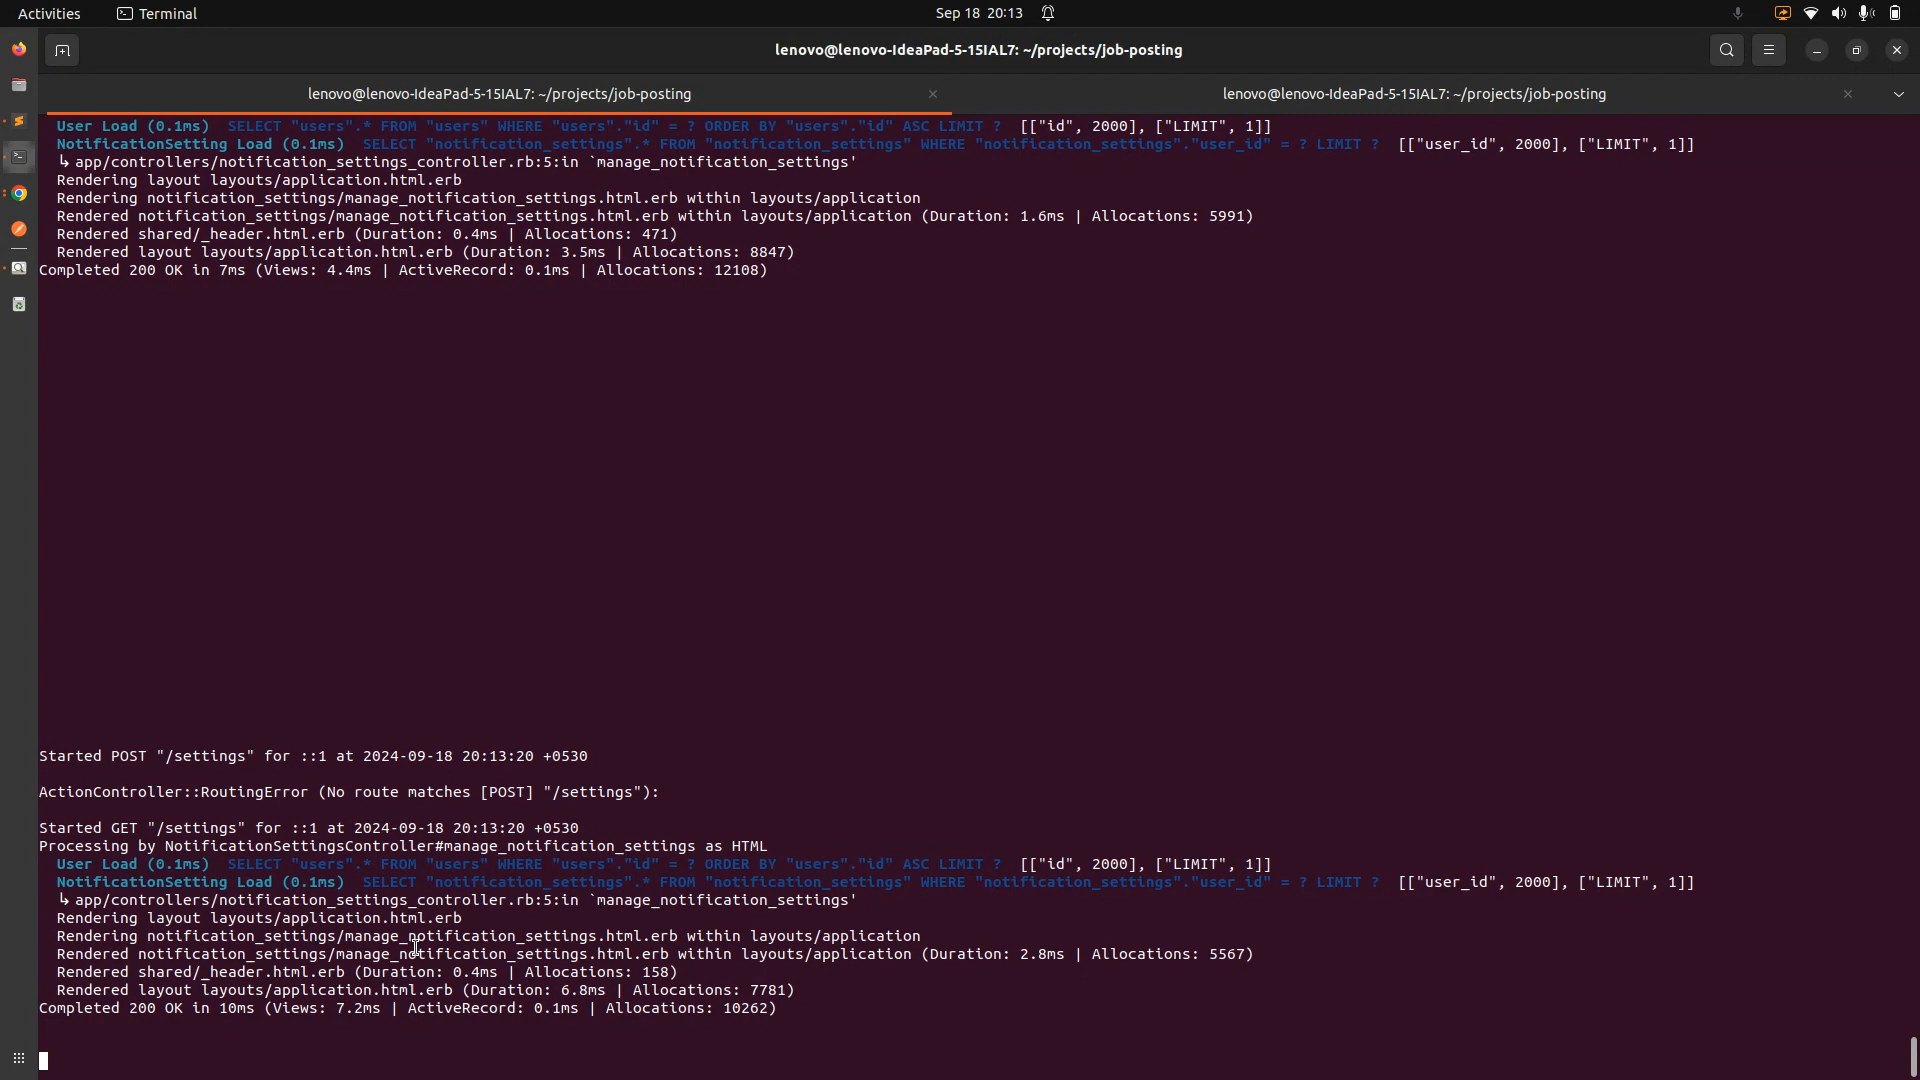 Activities
Terminal
Sep 18 20:13
lenovo@lenovo-IdeaPad-5-15IAL7: ~/projects/job-posting
lenovo@lenovo-IdeaPad-5-15IAL7: ~/projects/job-posting
lenovo@lenovo-IdeaPad-5-15IAL7: ~/projects/job-posting
User Load (0.1ms)  SELECT "users".* FROM "users" WHERE "users"."id" = ? ORDER BY "users"."id" ASC LIMIT ?  [["id", 2000], ["LIMIT", 1]]
NotificationSetting Load (0.1ms)  SELECT "notification_settings".* FROM "notification_settings" WHERE "notification_settings"."user_id" = ? LIMIT ?  [["user_id", 2000], ["LIMIT", 1]]
↳ app/controllers/notification_settings_controller.rb:5:in `manage_notification_settings'
Rendering layout layouts/application.html.erb
Rendering notification_settings/manage_notification_settings.html.erb within layouts/application
Rendered notification_settings/manage_notification_settings.html.erb within layouts/application (Duration: 1.6ms | Allocations: 5991)
Rendered shared/_header.html.erb (Duration: 0.4ms | Allocations: 471)
Rendered layout layouts/application.html.erb (Duration: 3.5ms | Allocations: 8847)
Completed 200 OK in 7ms (Views: 4.4ms | ActiveRecord: 0.1ms | Allocations: 12108)
Started POST "/settings" for ::1 at 2024-09-18 20:13:20 +0530
ActionController::RoutingError (No route matches [POST] "/settings"):
Started GET "/settings" for ::1 at 2024-09-18 20:13:20 +0530
Processing by NotificationSettingsController#manage_notification_settings as HTML
User Load (0.1ms)  SELECT "users".* FROM "users" WHERE "users"."id" = ? ORDER BY "users"."id" ASC LIMIT ?  [["id", 2000], ["LIMIT", 1]]
NotificationSetting Load (0.1ms)  SELECT "notification_settings".* FROM "notification_settings" WHERE "notification_settings"."user_id" = ? LIMIT ?  [["user_id", 2000], ["LIMIT", 1]]
↳ app/controllers/notification_settings_controller.rb:5:in `manage_notification_settings'
Rendering layout layouts/application.html.erb
Rendering notification_settings/manage_notification_settings.html.erb within layouts/application
Rendered notification_settings/manage_notification_settings.html.erb within layouts/application (Duration: 2.8ms | Allocations: 5567)
Rendered shared/_header.html.erb (Duration: 0.4ms | Allocations: 158)
Rendered layout layouts/application.html.erb (Duration: 6.8ms | Allocations: 7781)
Completed 200 OK in 10ms (Views: 7.2ms | ActiveRecord: 0.1ms | Allocations: 10262)